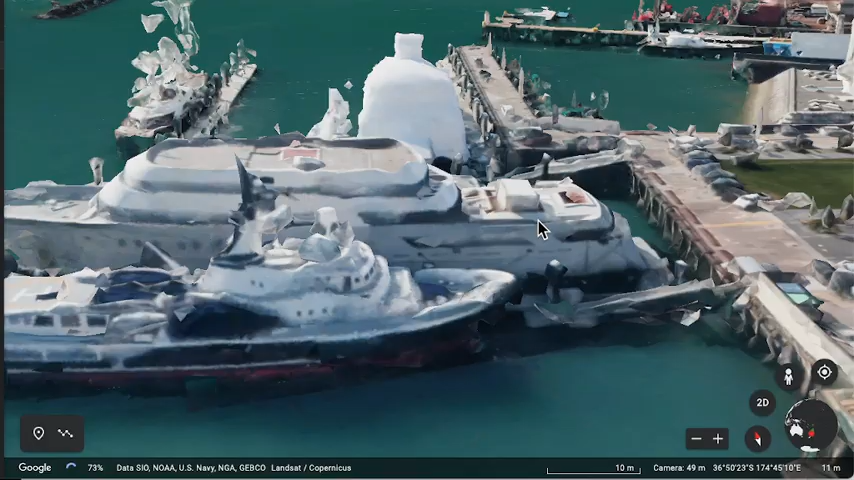 2D
Google 73% Data SIO, NOAA, U.S. Navy, NGA, GEBCO Landsat / Copernicus 10 m Camera: 49 m 36°50'23"S 174°45'10"E 11 m